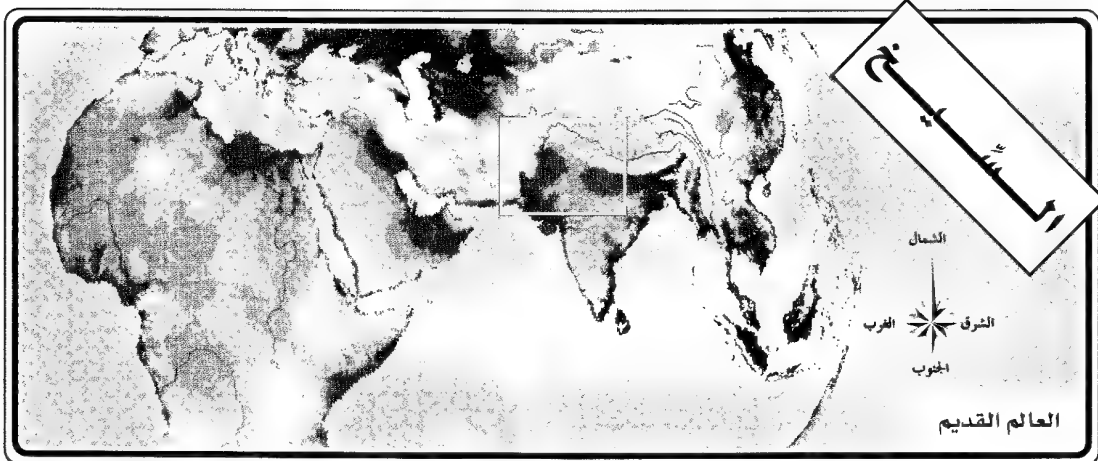 السِّيخ
الشمال
الغرب الشرق
الجنوب
العالم القديم